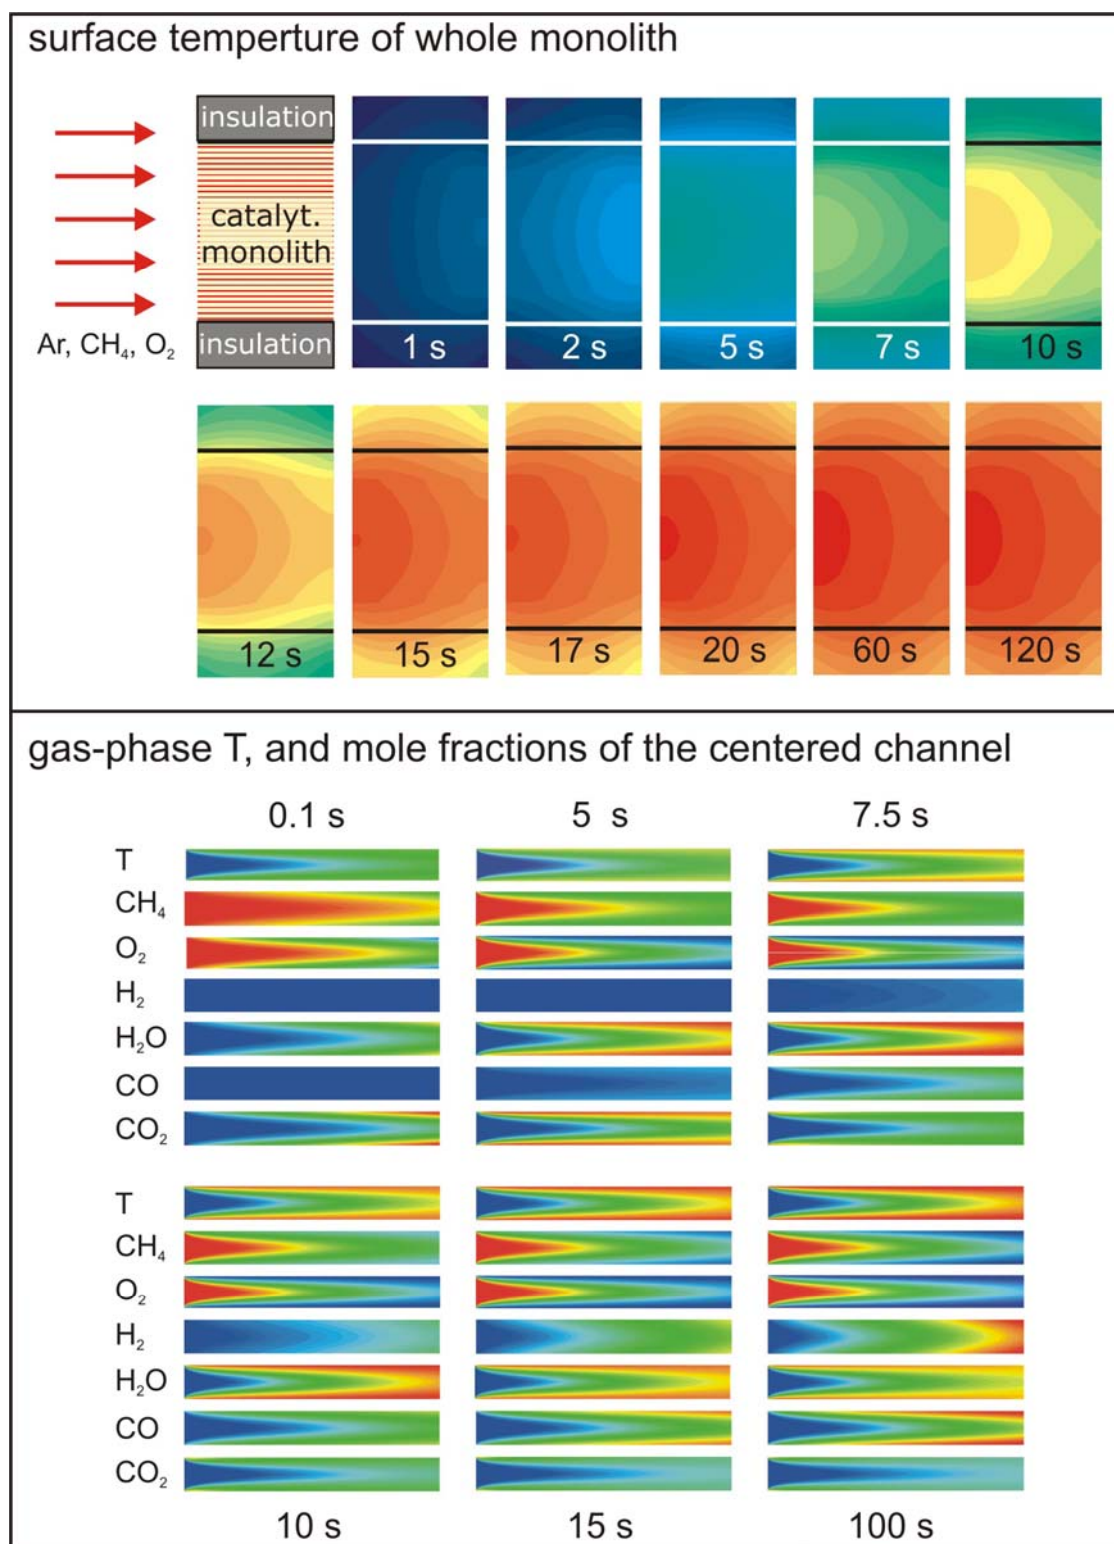 surface temperture of whole monolith
insulation
catalyt.
monolith
Ar, CH₄, O₂
insulation
1 s
2 s
5 s
7 s
10 s
12 s
15 s
17 s
20 s
60 s
120 s
gas-phase T, and mole fractions of the centered channel
0.1 s
5 s
7.5 s
T
CH₄
O₂
H₂
H₂O
CO
CO₂
T
CH₄
O₂
H₂
H₂O
CO
CO₂
10 s
15 s
100 s